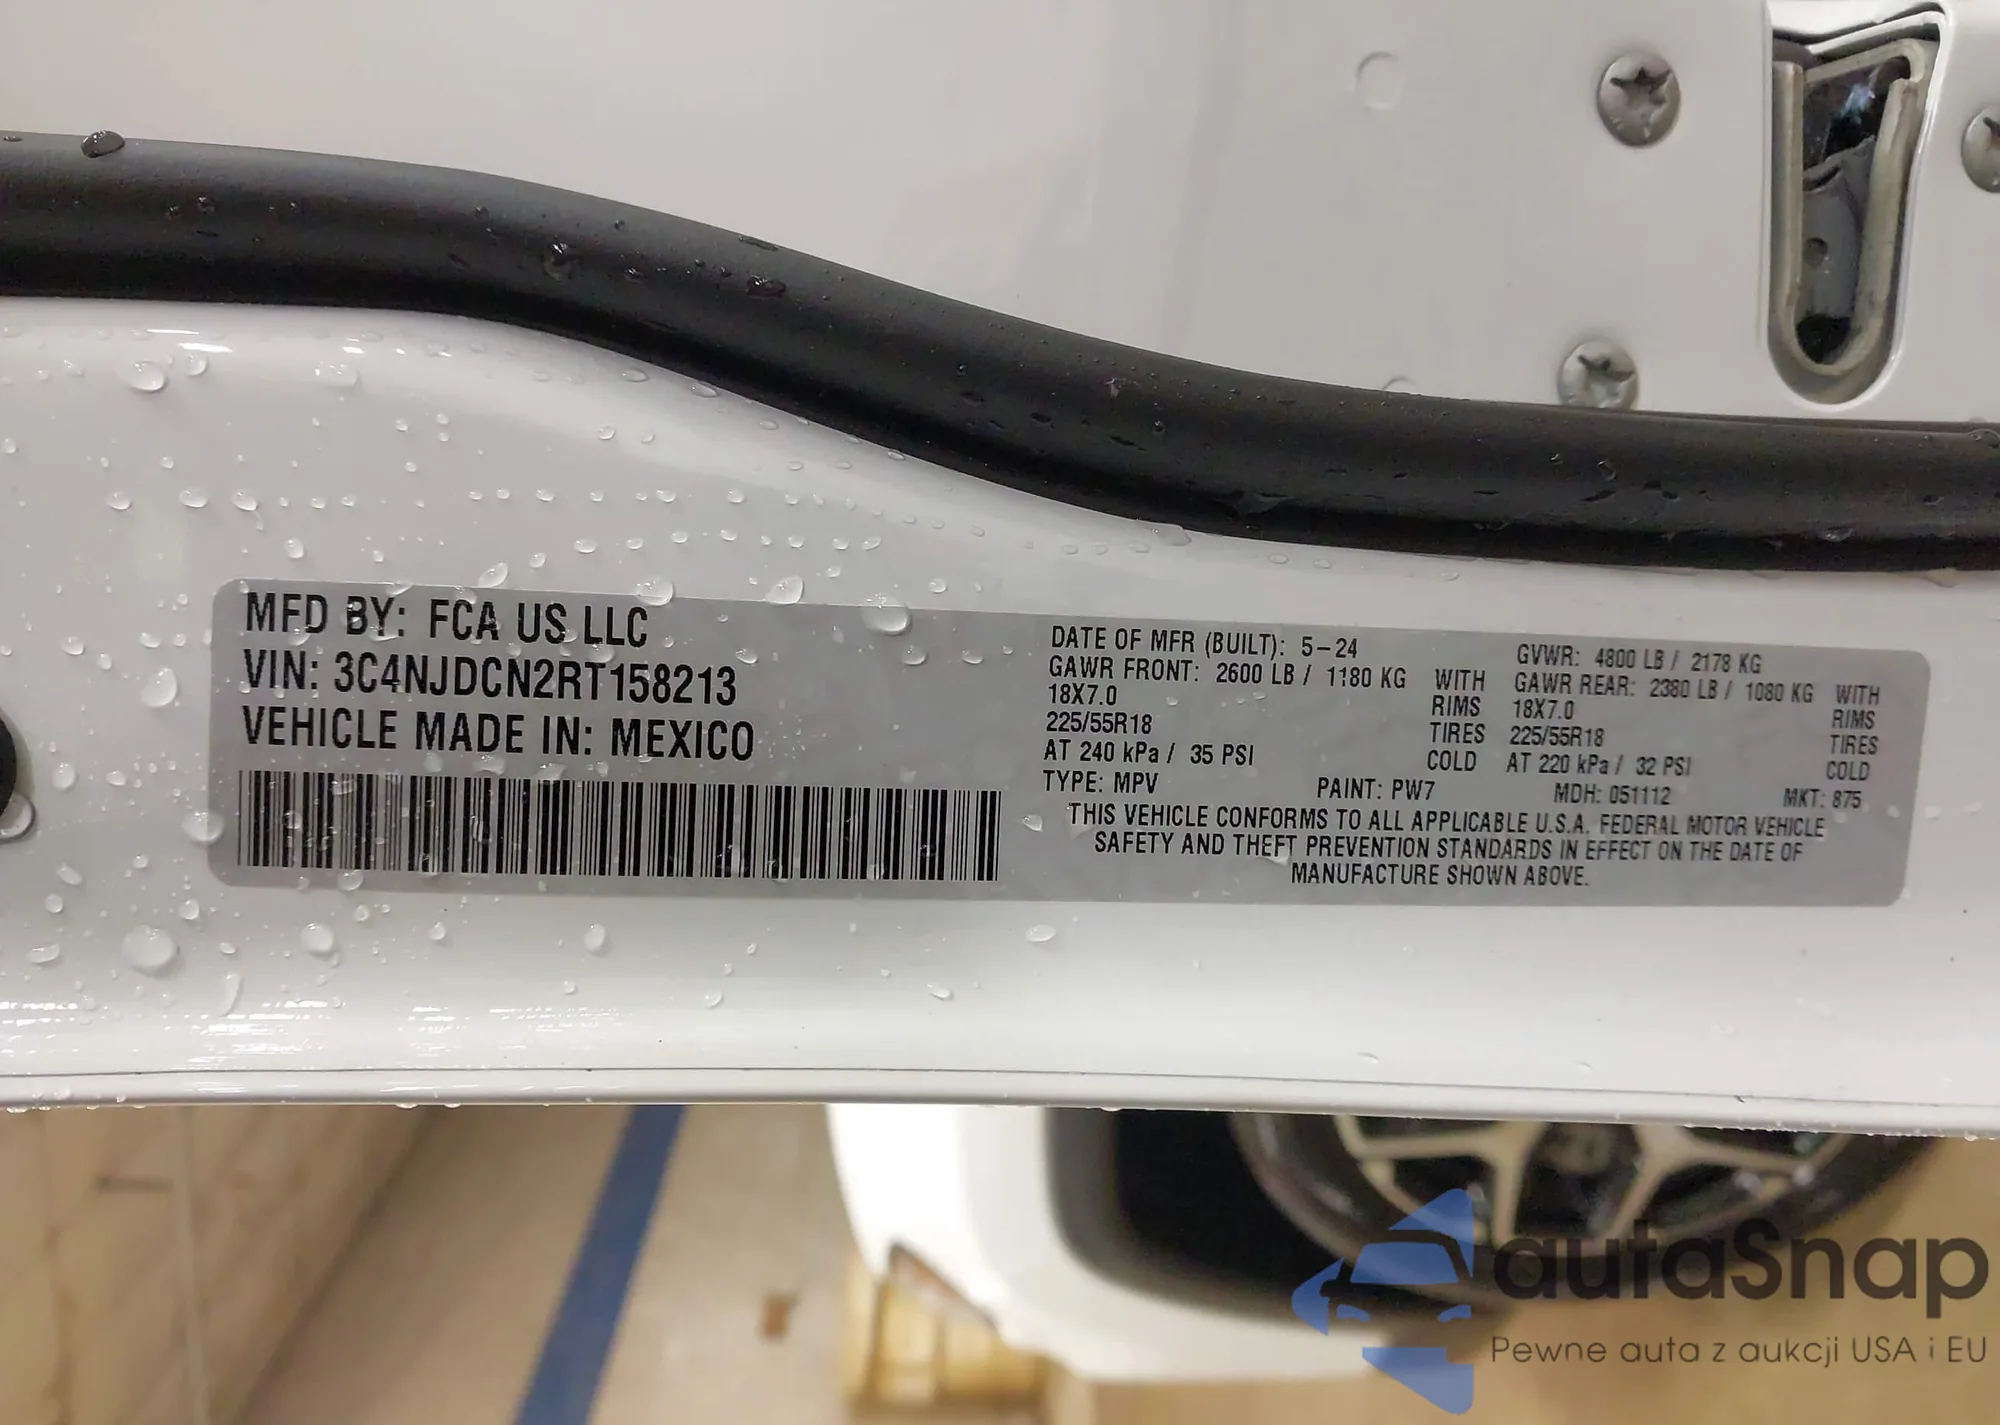 MFD BY: FCA US LLC
VIN: 3C4NJDCN2RT158213
VEHICLE MADE IN: MEXICO
DATE OF MFR (BUILT): 5-24 GVWR: 4800 LB / 2178 KG
GAWR FRONT: 2600 LB / 1180 KG WITH GAWR REAR: 2380 LB / 1080 KG WITH
18X7.0 RIMS 18X7.0 RIMS
225/55R18 TIRES 225/55R18 TIRES
AT 240 kPa / 35 PSI COLD AT 220 kPa / 32 PSI COLD
TYPE: MPV PAINT: PW7 MDH: 051112 MKT: 875
THIS VEHICLE CONFORMS TO ALL APPLICABLE U.S.A. FEDERAL MOTOR VEHICLE
SAFETY AND THEFT PREVENTION STANDARDS IN EFFECT ON THE DATE OF
MANUFACTURE SHOWN ABOVE.
autaSnap
Pewne auta z aukcji USA i EU